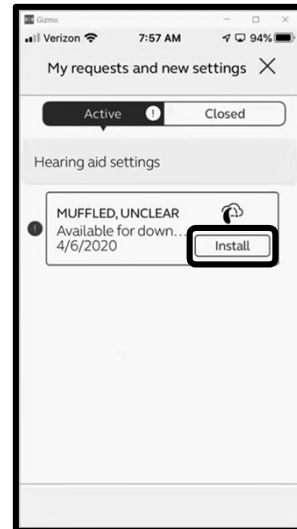 Gizmo
Verizon 7:57 AM 94%
My requests and new settings
Active ! Closed
Hearing aid settings
MUFFLED, UNCLEAR
! Available for down...
4/6/2020 Install